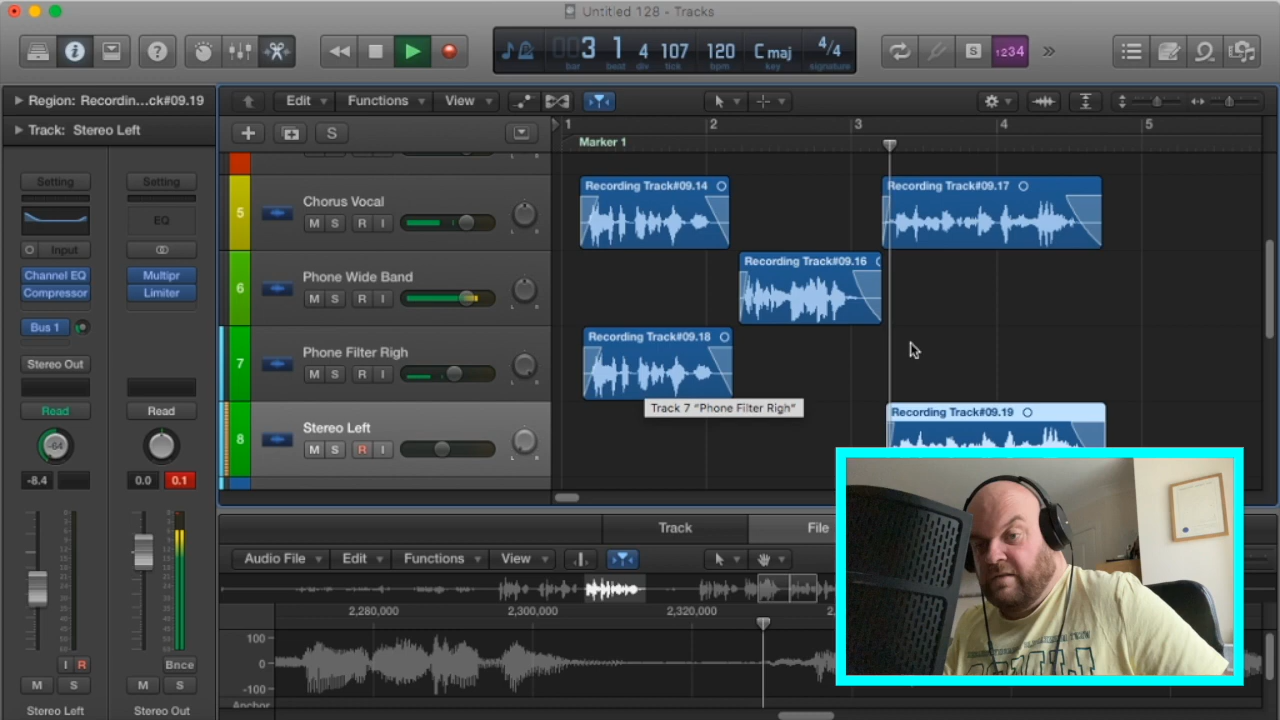 Untitled 128 - Tracks
3 1 4 107 120 C maj 4/4
bar beat div tick bpm key signature
S 1234
Region: Recordin...ck#09.19
Edit Functions View
Track: Stereo Left
S
1 2 3 4 5
Marker 1
Setting Setting
EQ
Input
Channel EQ Multipr
Compressor Limiter
Bus 1
Stereo Out
Read Read
-64
-8.4 0.0 0.1
I R Bnce
M S M S
Stereo Left Stereo Out
5 Chorus Vocal
M S R I
L R
Recording Track#09.14
Recording Track#09.17
6 Phone Wide Band
M S R I
L R
Recording Track#09.16
7 Phone Filter Righ
M S R I
L R
Recording Track#09.18
Track 7 “Phone Filter Righ”
8 Stereo Left
M S R I
L R
Recording Track#09.19
Track File
Audio File Edit Functions View
2,280,000 2,300,000 2,320,000
100
0
-100
Anchor